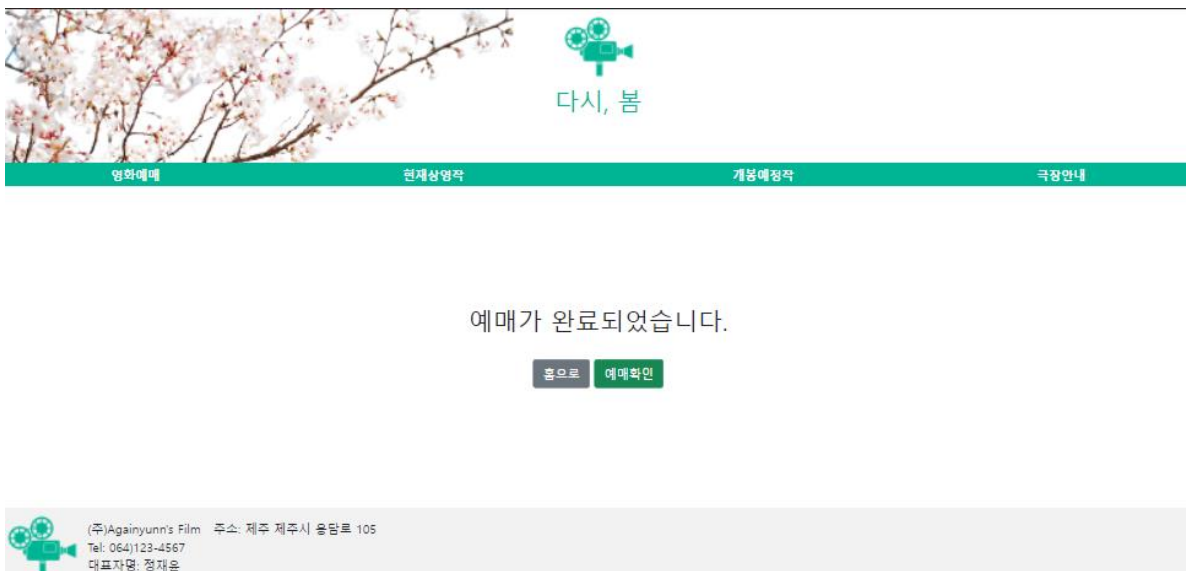 다시, 봄
영화예매 현재상영작 개봉예정작 극장안내
예매가 완료되었습니다.
홈으로 예매확인
(주)Againyunn's Film 주소: 제주 제주시 용담로 105
Tel: 064)123-4567
대표자명: 정재윤